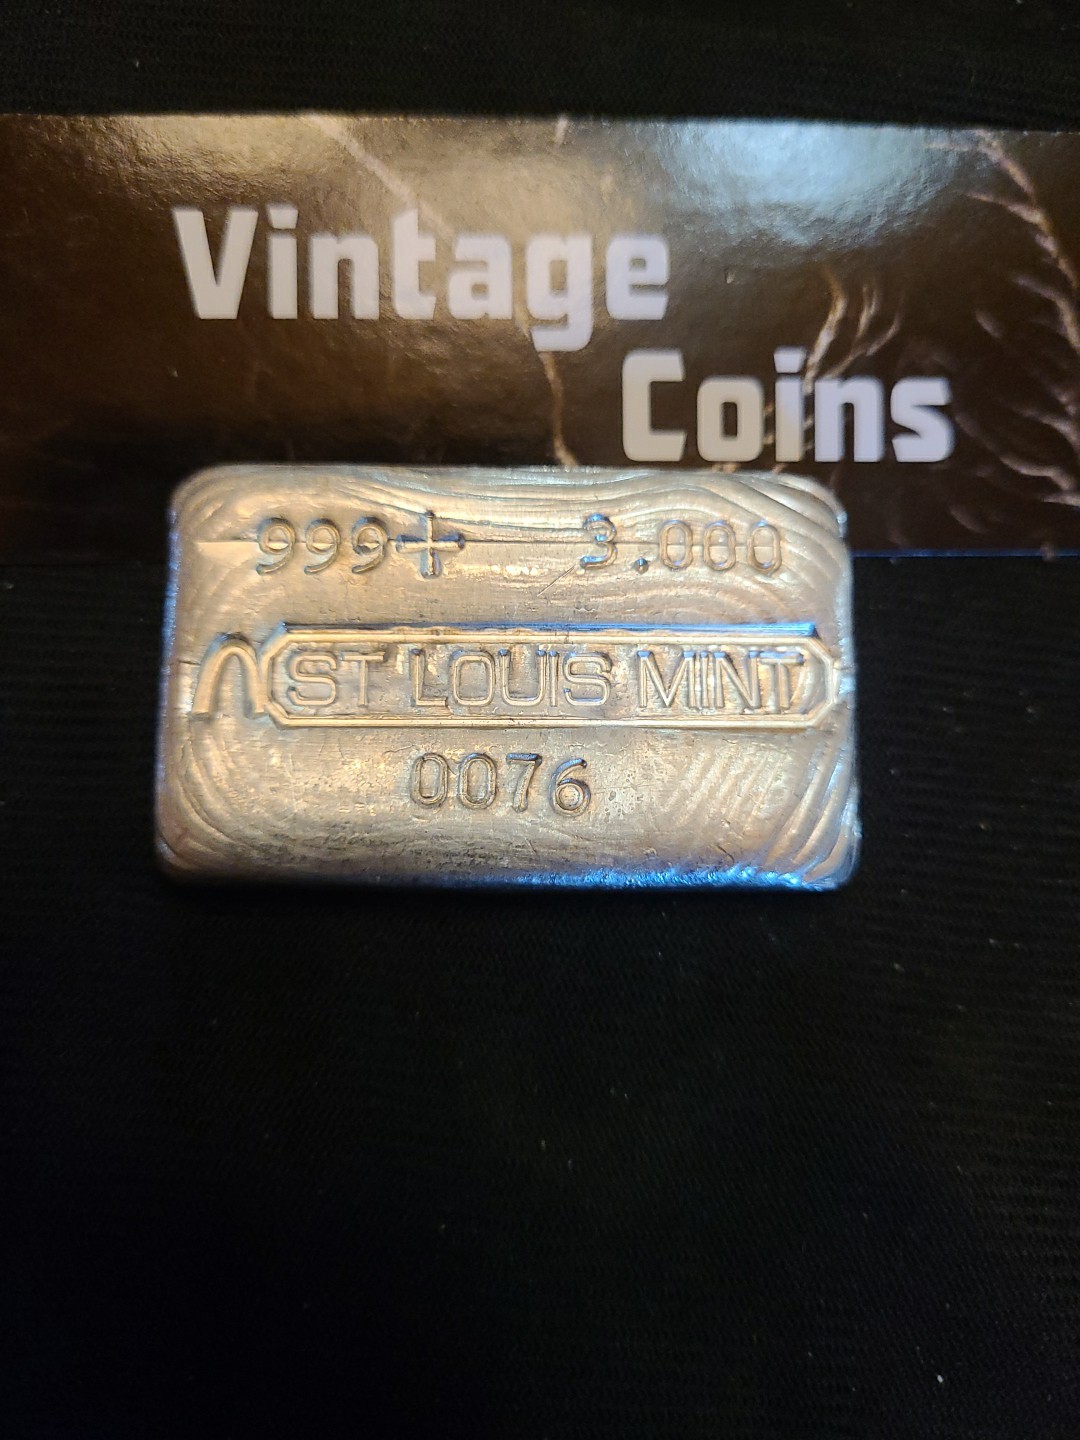 Vintage
Coins
999+ 3.000
ST LOUIS MINT
0076